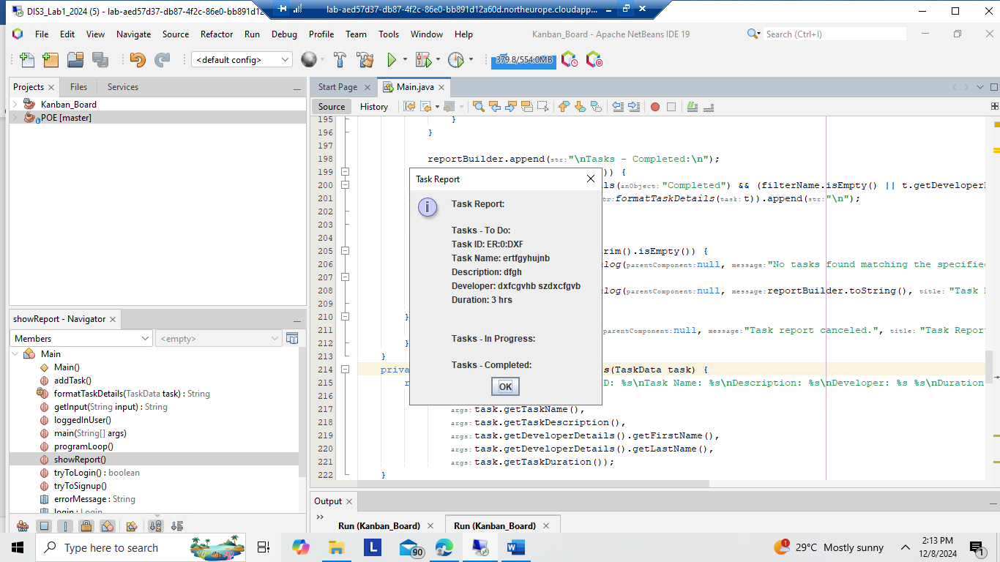 DIS3_Lab1_2024 (5) - lab-aed57d37-db87-4f2c-86e0-bb891d12a60d.northeurope.cloudapp...
File Edit View Navigate Source Refactor Run Debug Profile Team Tools Window Help
Kanban_Board - Apache NetBeans IDE 19
Search (Ctrl+I)
<default config>
379.8/554.0MB
Projects Files Services
Kanban_Board
POE [master]
Start Page Main.java
Source History
195 }
196 }
197
198 reportBuilder.append(str:"\nTasks - Completed:\n");
199 )) {
200 ls(anObject:"Completed") && (filterName.isEmpty() || t.getDeveloper
201 tr:formatTaskDetails(task:t)).append(str:"\n");
202
203
204
205 rim().isEmpty()) {
206 log(parentComponent:null, message:"No tasks found matching the specifie
207
208 log(parentComponent:null, message:reportBuilder.toString(), title: "Task
209
210 }
211 parentComponent:null, message:"Task report canceled.", title: "Task Repor
212 }
213 }
214 priva s(TaskData task) {
215 r D: %s\nTask Name: %s\nDescription: %s\nDeveloper: %s %s\nDuration
216
217 args:task.getTaskName(),
218 args:task.getTaskDescription(),
219 args:task.getDeveloperDetails().getFirstName(),
220 args:task.getDeveloperDetails().getLastName(),
221 args:task.getTaskDuration());
222 }
Task Report
Task Report:
Tasks - To Do:
Task ID: ER:0:DXF
Task Name: ertfgyhujnb
Description: dfgh
Developer: dxfcgvhb szdxcfgvb
Duration: 3 hrs
Tasks - In Progress:
Tasks - Completed:
OK
showReport - Navigator
Members <empty>
Main
Main()
addTask()
formatTaskDetails(TaskData task) : String
getInput(String input) : String
loggedInUser()
main(String[] args)
programLoop()
showReport()
tryToLogin() : boolean
tryToSignup()
errorMessage : String
login : Login
Output
Run (Kanban_Board) Run (Kanban_Board)
Type here to search
L
90
W
29°C Mostly sunny
2:13 PM
12/8/2024
1